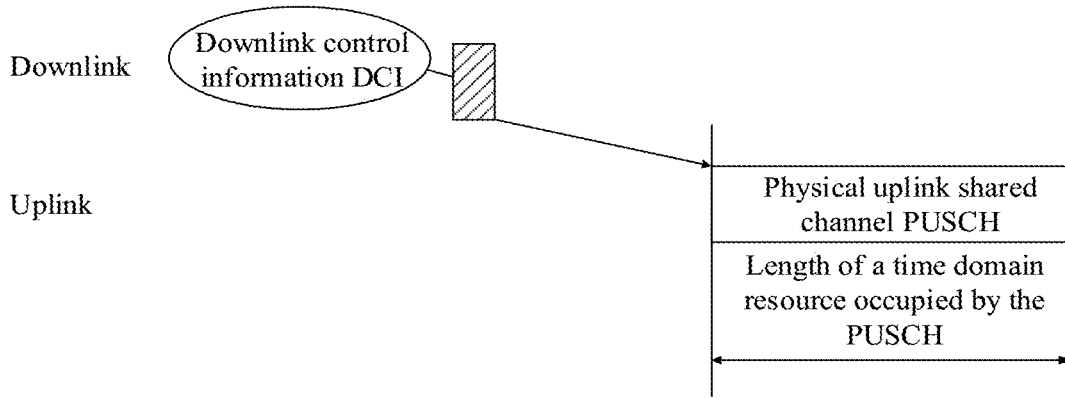 Downlink
Downlink control
information DCI
Uplink
Physical uplink shared
channel PUSCH
Length of a time domain
resource occupied by the
PUSCH